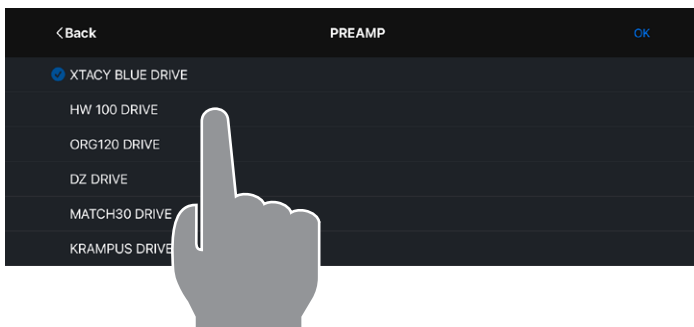 Back PREAMP OK
XTACY BLUE DRIVE
HW 100 DRIVE
ORG120 DRIVE
DZ DRIVE
MATCH30 DRIVE
KRAMPUS DRIVE